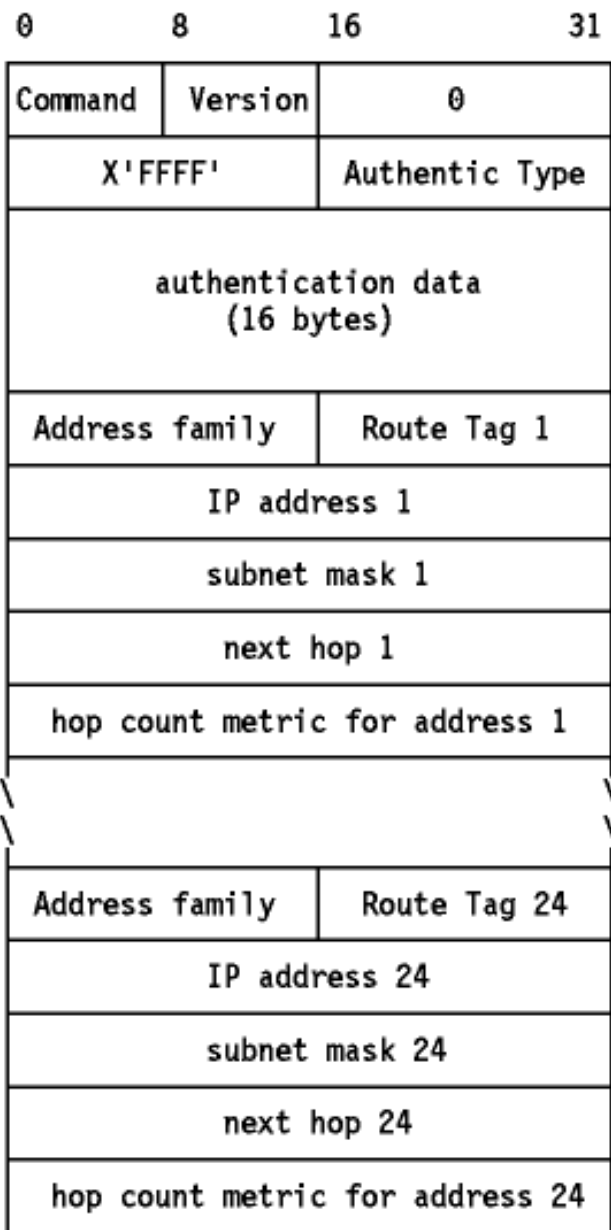 0 8 16 31
Command Version 0
X'FFFF' Authentic Type
authentication data
(16 bytes)
Address family Route Tag 1
IP address 1
subnet mask 1
next hop 1
hop count metric for address 1
\ \
\ \
Address family Route Tag 24
IP address 24
subnet mask 24
next hop 24
hop count metric for address 24